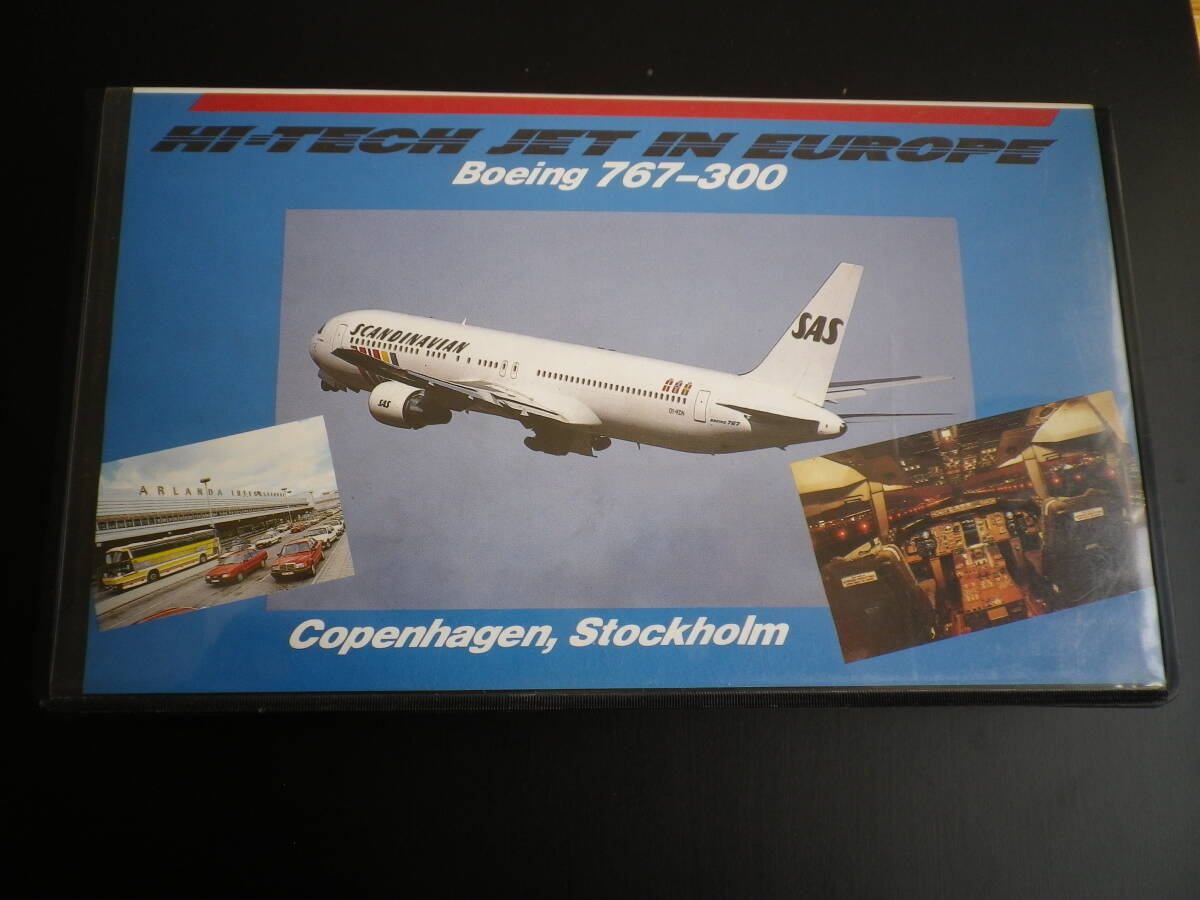 HI-TECH JET IN EUROPE
Boeing 767-300
SCANDINAVIAN
SAS
SAS
BOEING 767
ARLANDA
Copenhagen, Stockholm